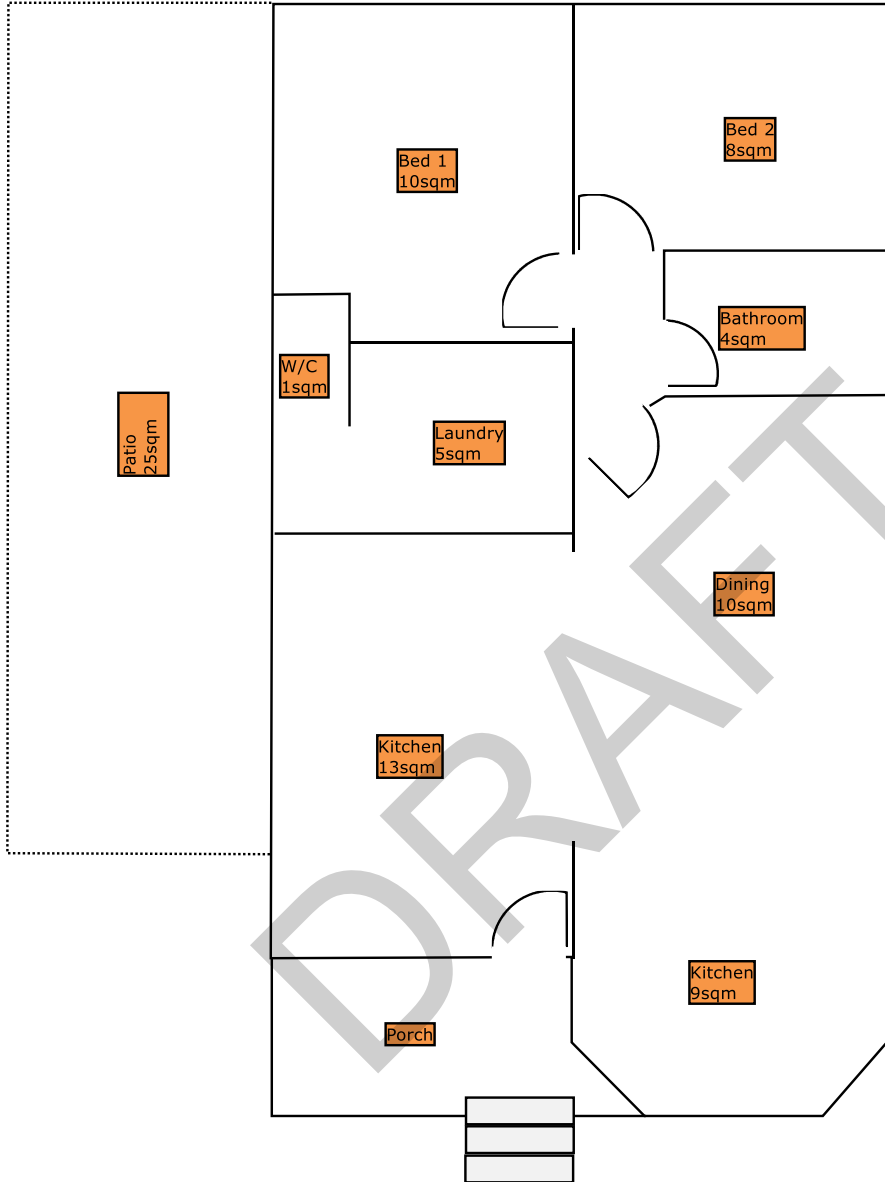 Bed 1
10sqm
Bed 2
8sqm
Bathroom
4sqm
W/C
1sqm
Laundry
5sqm
Patio
25sqm
Dining
10sqm
Kitchen
13sqm
Kitchen
9sqm
Porch
DRAFT